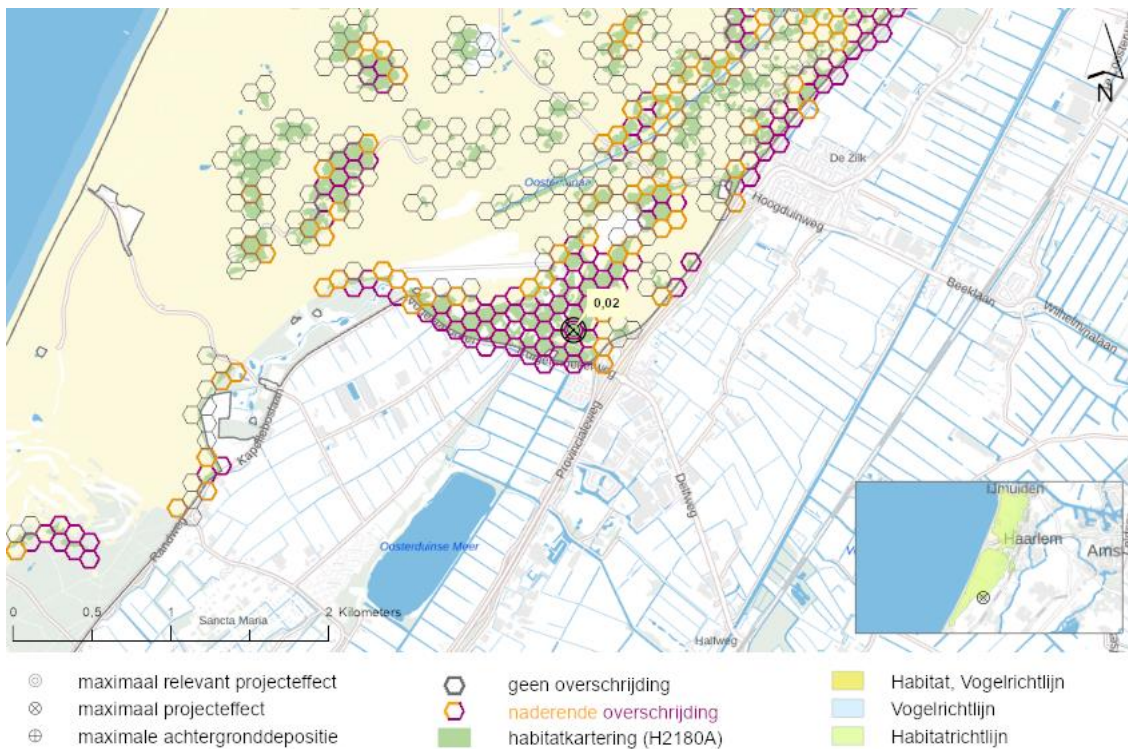 N
De Zilk
Oosterkanaal
Hoogduinweg
0,02
Beeklaan
Wilhelminalaan
Kapelleboslaan
Provincialeweg
Delfweg
Randweg
Oosterduinse Meer
IJmuiden
Haarlem
Ams
0 0,5 1 2 Kilometers
Sancta Maria
Halfweg
maximaal relevant projecteffect
geen overschrijding
Habitat, Vogelrichtlijn
maximaal projecteffect
naderende overschrijding
Vogelrichtlijn
maximale achtergronddepositie
habitatkartering (H2180A)
Habitatrichtlijn